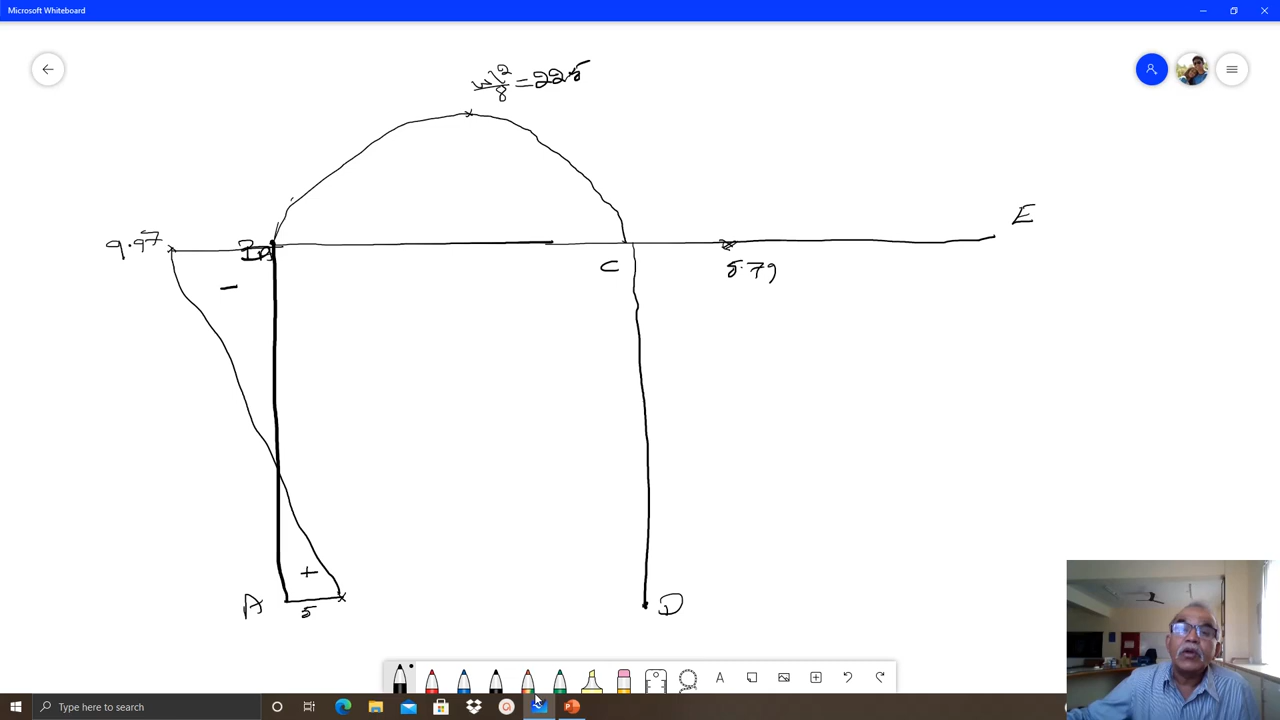 Microsoft Whiteboard
wl²/8 = 22.5
E
9.97
C
5.79
-
+
A
5
D
A
Type here to search